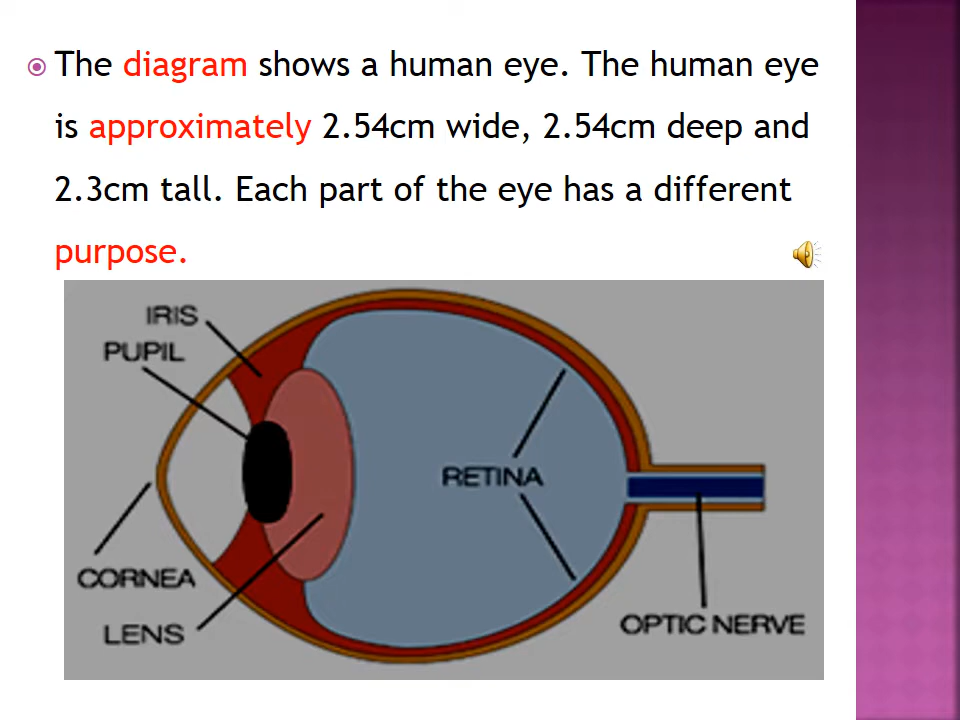 The diagram shows a human eye. The human eye
is approximately 2.54cm wide, 2.54cm deep and
2.3cm tall. Each part of the eye has a different
purpose.
IRIS
PUPIL
RETINA
CORNEA
LENS
OPTIC NERVE